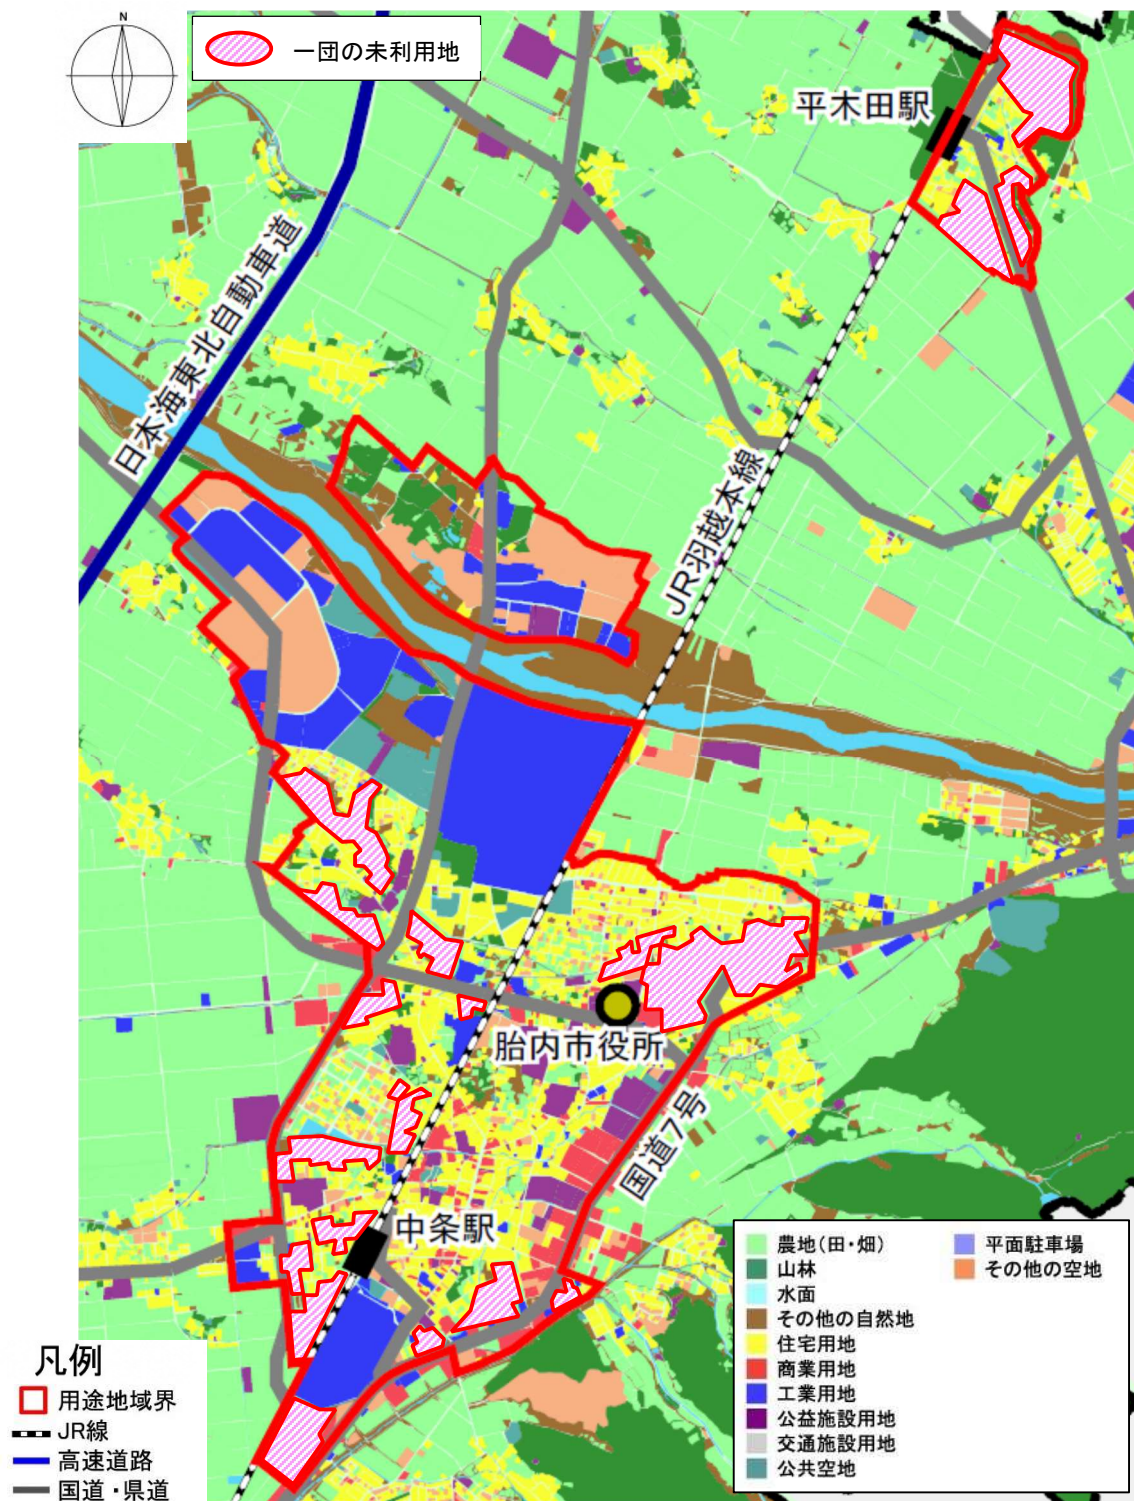 N
一団の未利用地
平木田駅
日本海東北自動車道
JR羽越本線
胎内市役所
国道7号
中条駅
農地(田・畑)
山林
水面
その他の自然地
住宅用地
商業用地
工業用地
公益施設用地
交通施設用地
公共空地
平面駐車場
その他の空地
凡例
用途地域界
JR線
高速道路
国道・県道